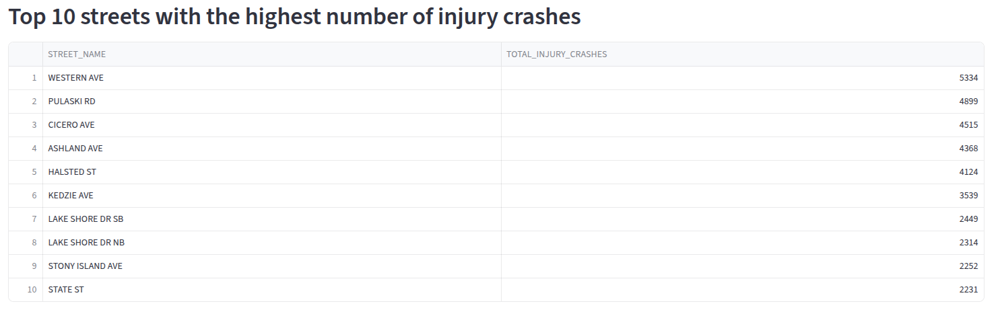 Top 10 streets with the highest number of injury crashes
STREET_NAME TOTAL_INJURY_CRASHES
1 WESTERN AVE 5334
2 PULASKI RD 4899
3 CICERO AVE 4515
4 ASHLAND AVE 4368
5 HALSTED ST 4124
6 KEDZIE AVE 3539
7 LAKE SHORE DR SB 2449
8 LAKE SHORE DR NB 2314
9 STONY ISLAND AVE 2252
10 STATE ST 2231